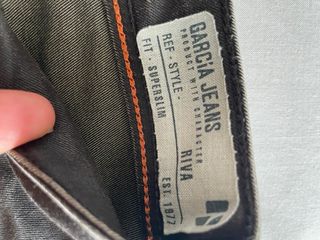 GARCIA JEANS
PRODUCT WITH CHARACTER
REF - STYLE - RIVA
FIT - SUPERSLIM
EST. 1977